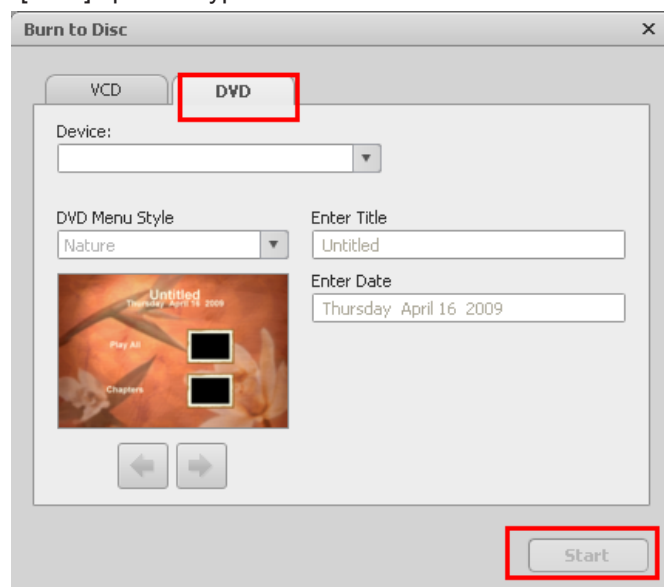 Burn to Disc
VCD
DVD
Device:
DVD Menu Style
Enter Title
Nature
Untitled
Enter Date
Thursday April 16 2009
Untitled
Thursday April 16 2009
Play All
Chapters
Start